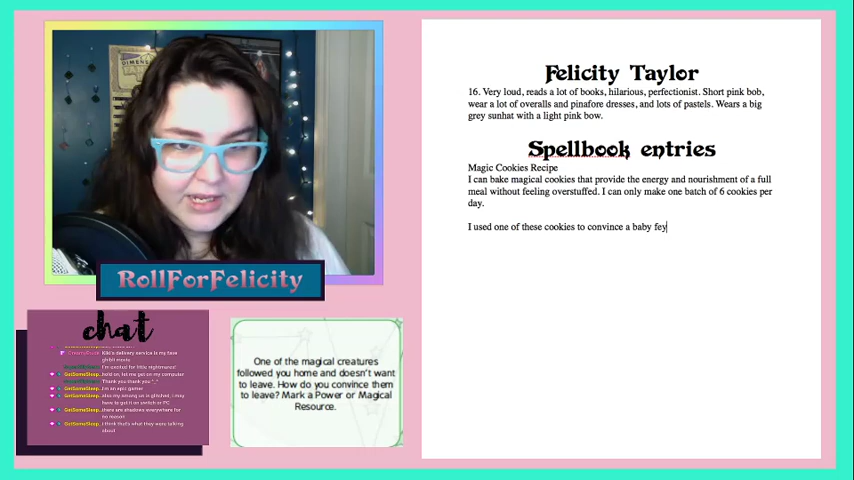 Felicity Taylor
16. Very loud, reads a lot of books, hilarious, perfectionist. Short pink bob,
wear a lot of overalls and pinafore dresses, and lots of pastels. Wears a big
grey sunhat with a light pink bow.
Spellbook entries
Magic Cookies Recipe
I can bake magical cookies that provide the energy and nourishment of a full
meal without feeling overstuffed. I can only make one batch of 6 cookies per
day.
I used one of these cookies to convince a baby fey
RollForFelicity
chat
Kiki's delivery service is my fave
ghibli movie
I'm excited for little nightmares!
GetSomeSleep hold on, let me get on my computer
Thank you thank you ^_^
GetSomeSleep I'm an epic gamer
GetSomeSleep also my among us is glitched, i may
have to got it on switch or PC
GetSomeSleep there are shadows everywhere for
no reason
GetSomeSleep I think that's what they were talking
about
One of the magical creatures
followed you home and doesn't want
to leave. How do you convince them
to leave? Mark a Power or Magical
Resource.